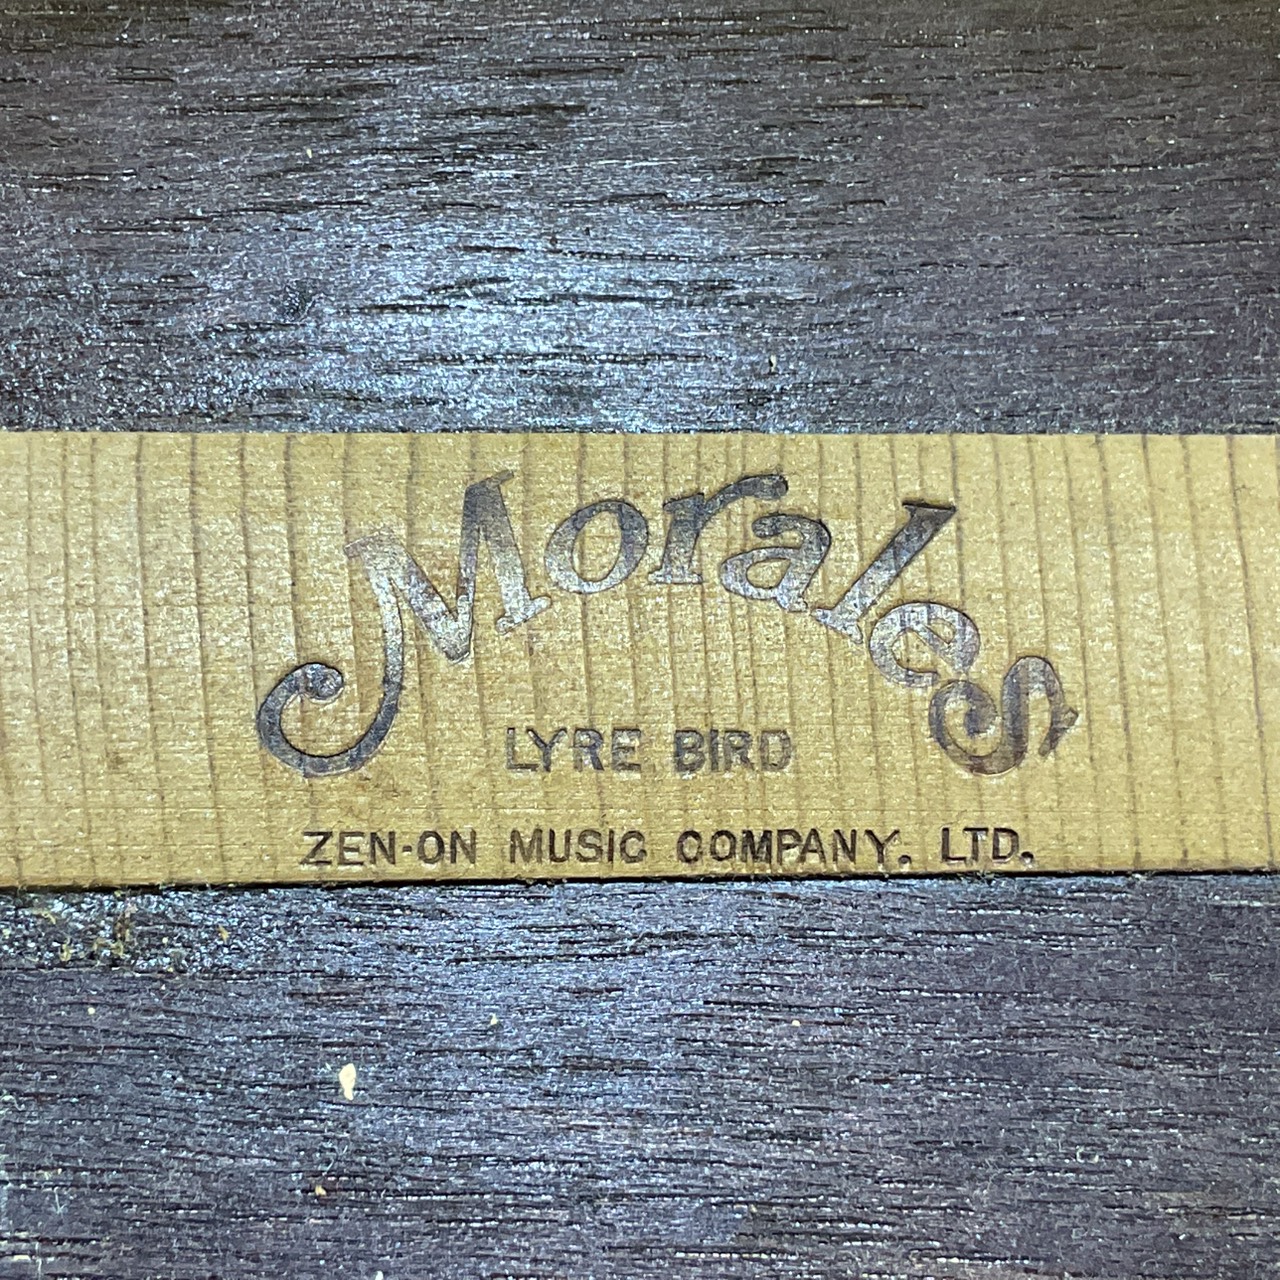 Morales
LYRE BIRD
ZEN-ON MUSIC COMPANY. LTD.